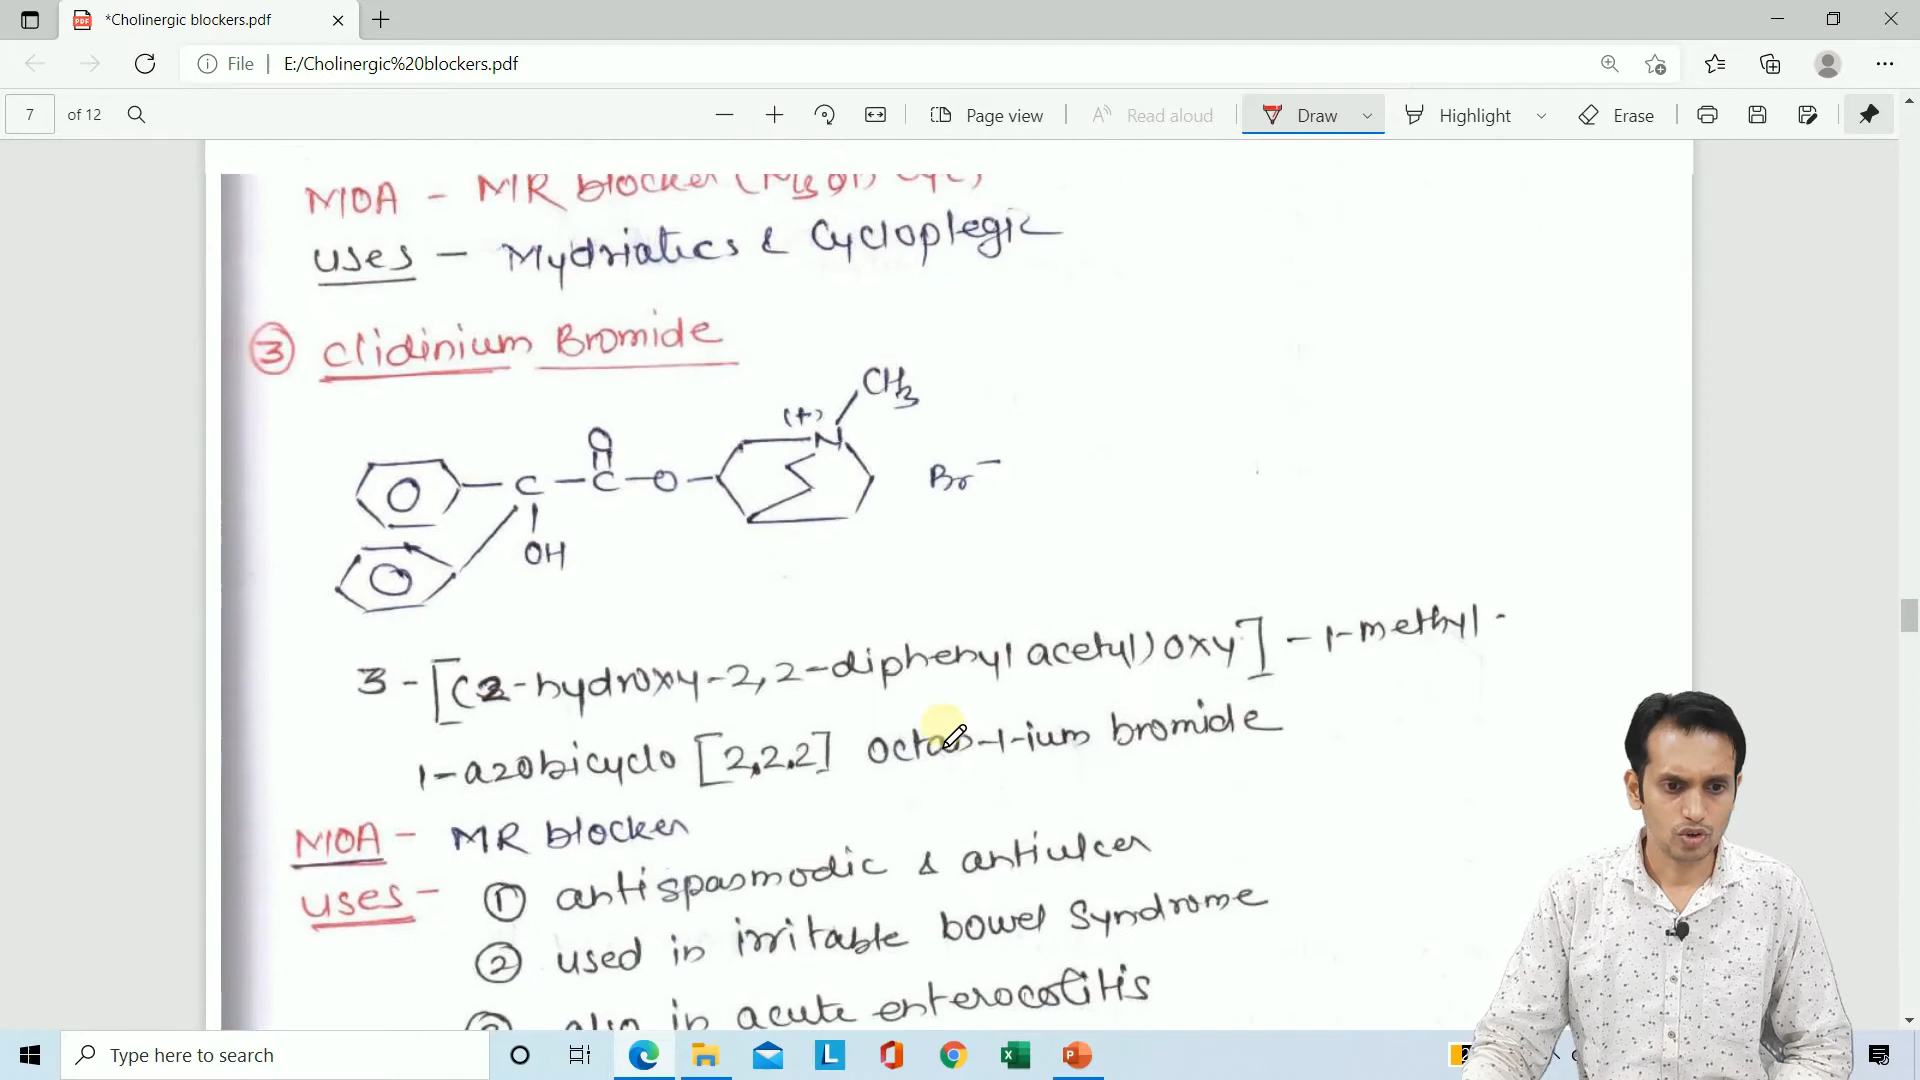 *Cholinergic blockers.pdf
File E:/Cholinergic%20blockers.pdf
7 of 12 Page view Read aloud Draw Highlight Erase
MOA - MR blocker
Uses - Mydriatics & Cycloplegic
③ Clidinium Bromide
CH3
(+)
N
O
C - C - O
Br-
OH
3-[(2-hydroxy-2,2-diphenyl acetyl) oxy] - 1-methyl -
1-azobicyclo [2,2,2] octan-1-ium bromide
MOA - MR blocker
Uses - ① antispasmodic & antiulcer
② used in irritable bowel Syndrome
also in acute enterocolitis
Type here to search